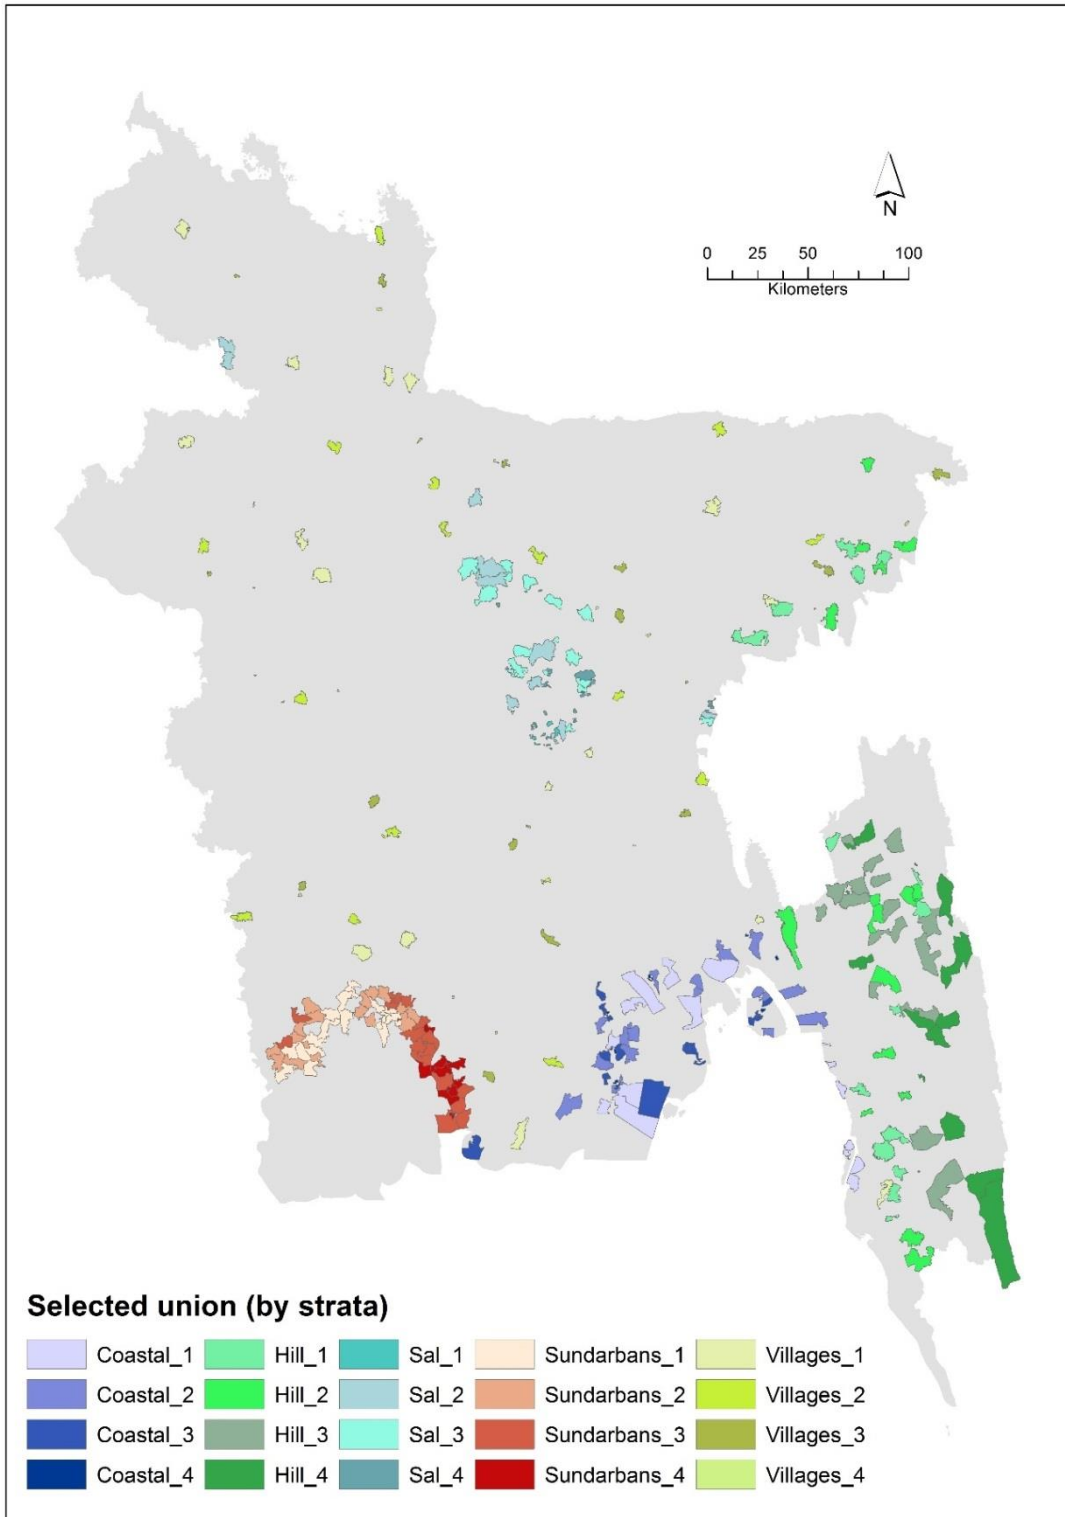 N
0 25 50 100
Kilometers
Selected union (by strata)
Coastal_1 Hill_1 Sal_1 Sundarbans_1 Villages_1
Coastal_2 Hill_2 Sal_2 Sundarbans_2 Villages_2
Coastal_3 Hill_3 Sal_3 Sundarbans_3 Villages_3
Coastal_4 Hill_4 Sal_4 Sundarbans_4 Villages_4